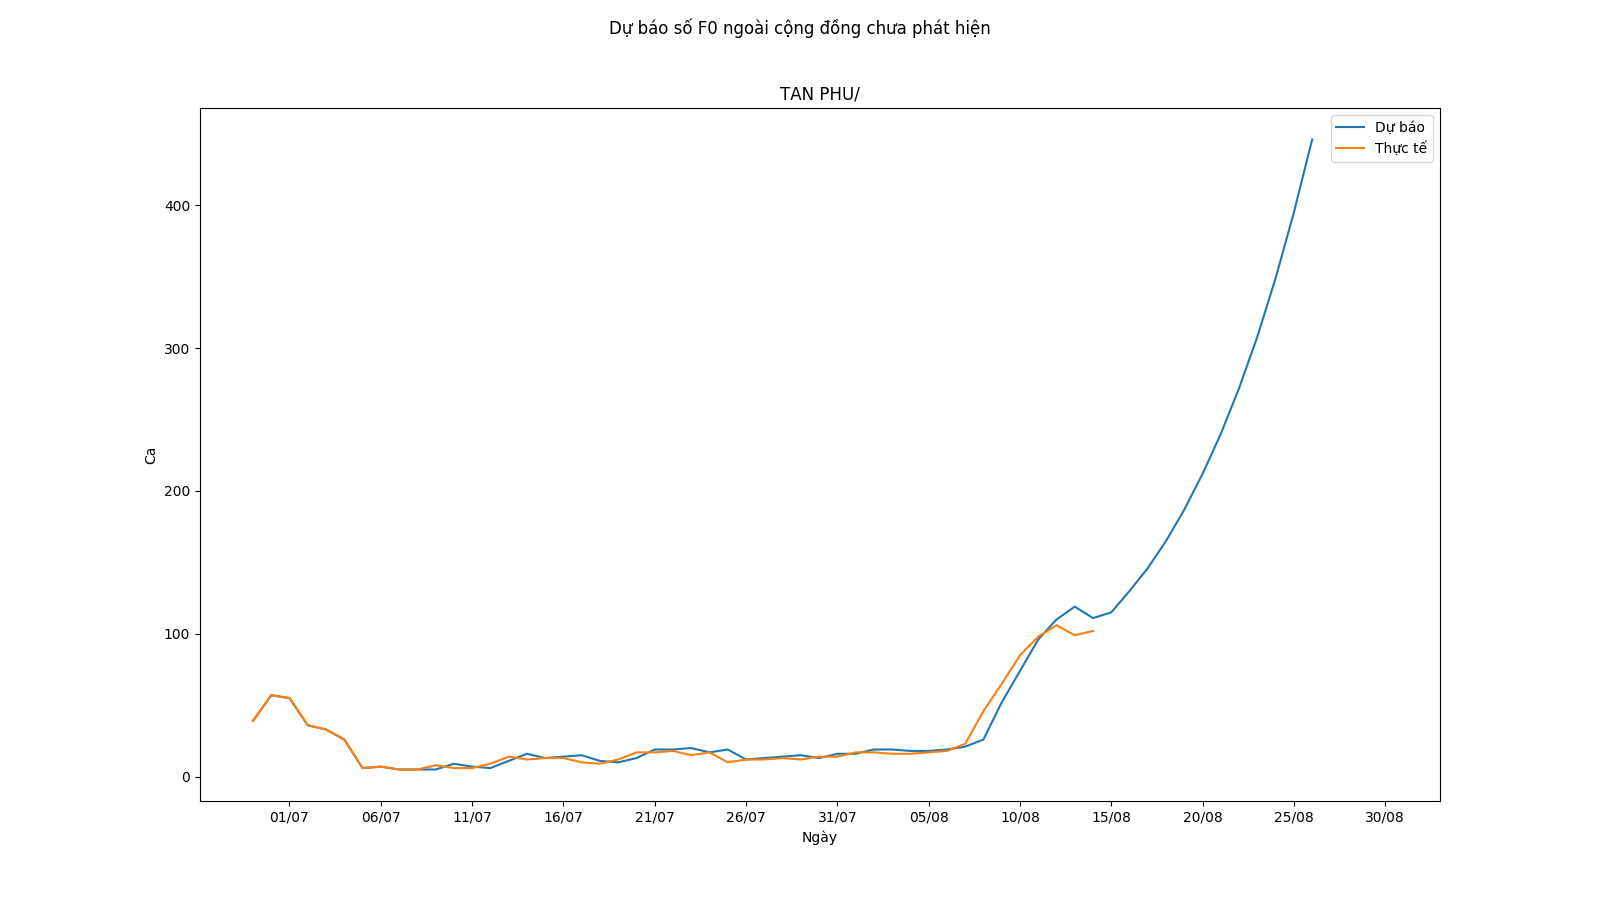 Dự báo số F0 ngoài cộng đồng chưa phát hiện
TAN PHU/
Dự báo
Thực tế
400
300
200
100
0
Ca
01/07 06/07 11/07 16/07 21/07 26/07 31/07 05/08 10/08 15/08 20/08 25/08 30/08
Ngày